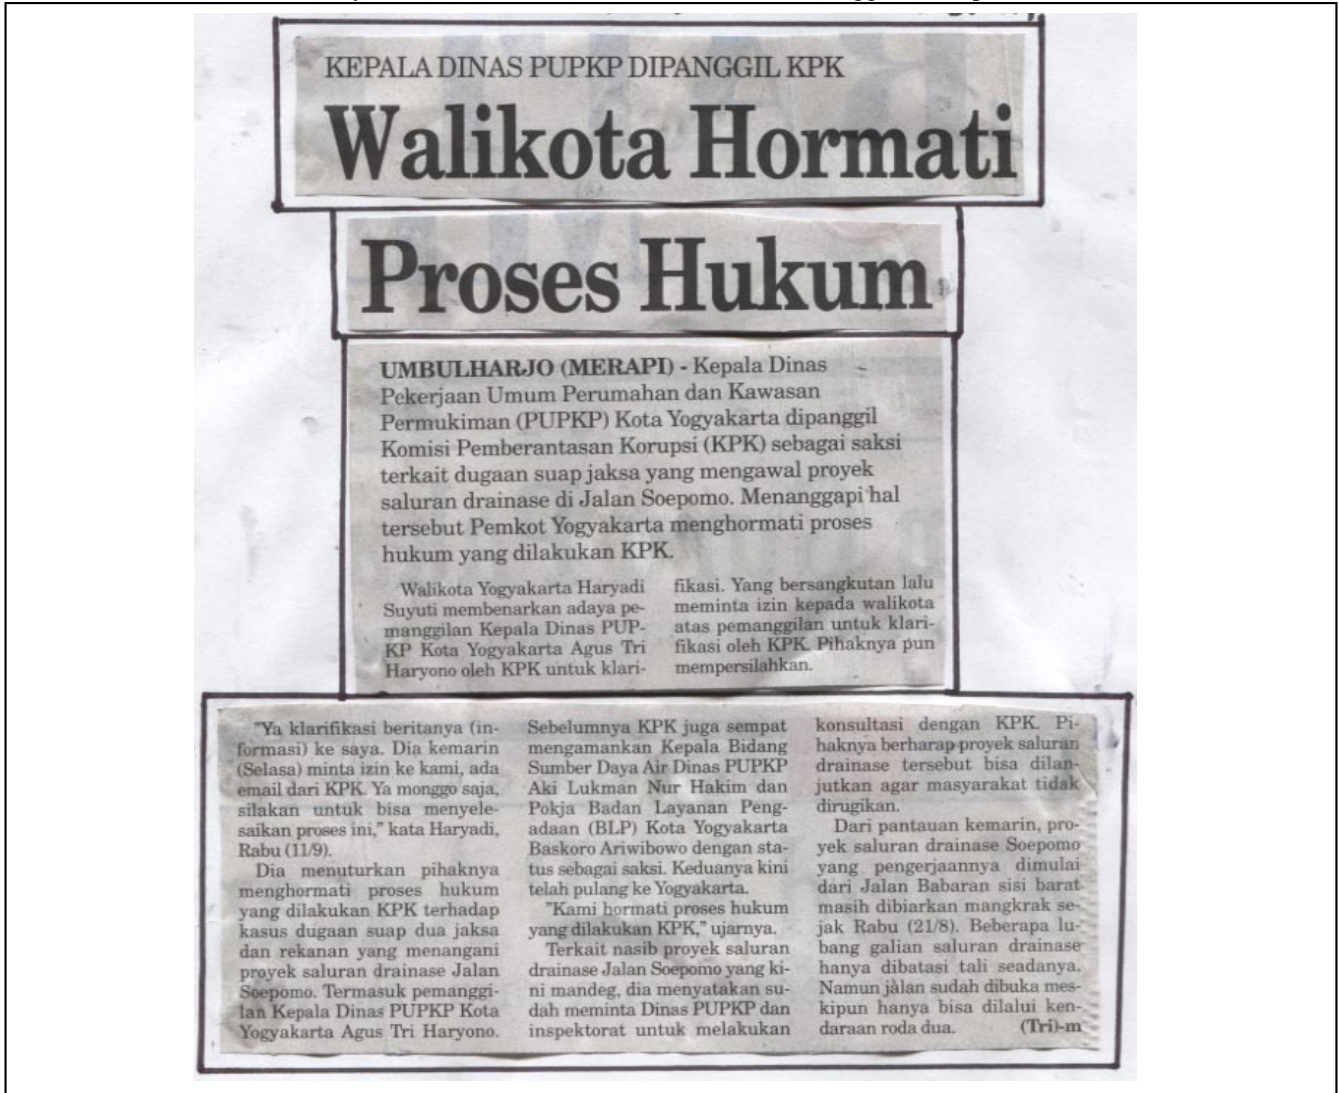 KEPALA DINAS PUPKP DIPANGGIL KPK
Walikota Hormati
Proses Hukum
UMBULHARJO (MERAPI) - Kepala Dinas
Pekerjaan Umum Perumahan dan Kawasan
Permukiman (PUPKP) Kota Yogyakarta dipanggil
Komisi Pemberantasan Korupsi (KPK) sebagai saksi
terkait dugaan suap jaksa yang mengawal proyek
saluran drainase di Jalan Soepomo. Menanggapi hal
tersebut Pemkot Yogyakarta menghormati proses
hukum yang dilakukan KPK.
Walikota Yogyakarta Haryadi
Suyuti membenarkan adaya pe-
manggilan Kepala Dinas PUP-
KP Kota Yogyakarta Agus Tri
Haryono oleh KPK untuk klari-
fikasi. Yang bersangkutan lalu
meminta izin kepada walikota
atas pemanggilan untuk klari-
fikasi oleh KPK. Pihaknya pun
mempersilahkan.
"Ya klarifikasi beritanya (in-
formasi) ke saya. Dia kemarin
(Selasa) minta izin ke kami, ada
email dari KPK. Ya monggo saja,
silakan untuk bisa menyele-
saikan proses ini," kata Haryadi,
Rabu (11/9).
Dia menuturkan pihaknya
menghormati proses hukum
yang dilakukan KPK terhadap
kasus dugaan suap dua jaksa
dan rekanan yang menangani
proyek saluran drainase Jalan
Soepomo. Termasuk pemanggi-
lan Kepala Dinas PUPKP Kota
Yogyakarta Agus Tri Haryono.
Sebelumnya KPK juga sempat
mengamankan Kepala Bidang
Sumber Daya Air Dinas PUPKP
Aki Lukman Nur Hakim dan
Pokja Badan Layanan Peng-
adaan (BLP) Kota Yogyakarta
Baskoro Ariwibowo dengan sta-
tus sebagai saksi. Keduanya kini
telah pulang ke Yogyakarta.
"Kami hormati proses hukum
yang dilakukan KPK," ujarnya.
Terkait nasib proyek saluran
drainase Jalan Soepomo yang ki-
ni mandeg, dia menyatakan su-
dah meminta Dinas PUPKP dan
inspektorat untuk melakukan
konsultasi dengan KPK. Pi-
haknya berharap proyek saluran
drainase tersebut bisa dilan-
jutkan agar masyarakat tidak
dirugikan.
Dari pantauan kemarin, pro-
yek saluran drainase Soepomo
yang pengerjaannya dimulai
dari Jalan Babaran sisi barat
masih dibiarkan mangkrak se-
jak Rabu (21/8). Beberapa lu-
bang galian saluran drainase
hanya dibatasi tali seadanya.
Namun jalan sudah dibuka mes-
kipun hanya bisa dilalui ken-
daraan roda dua. (Tri)-m